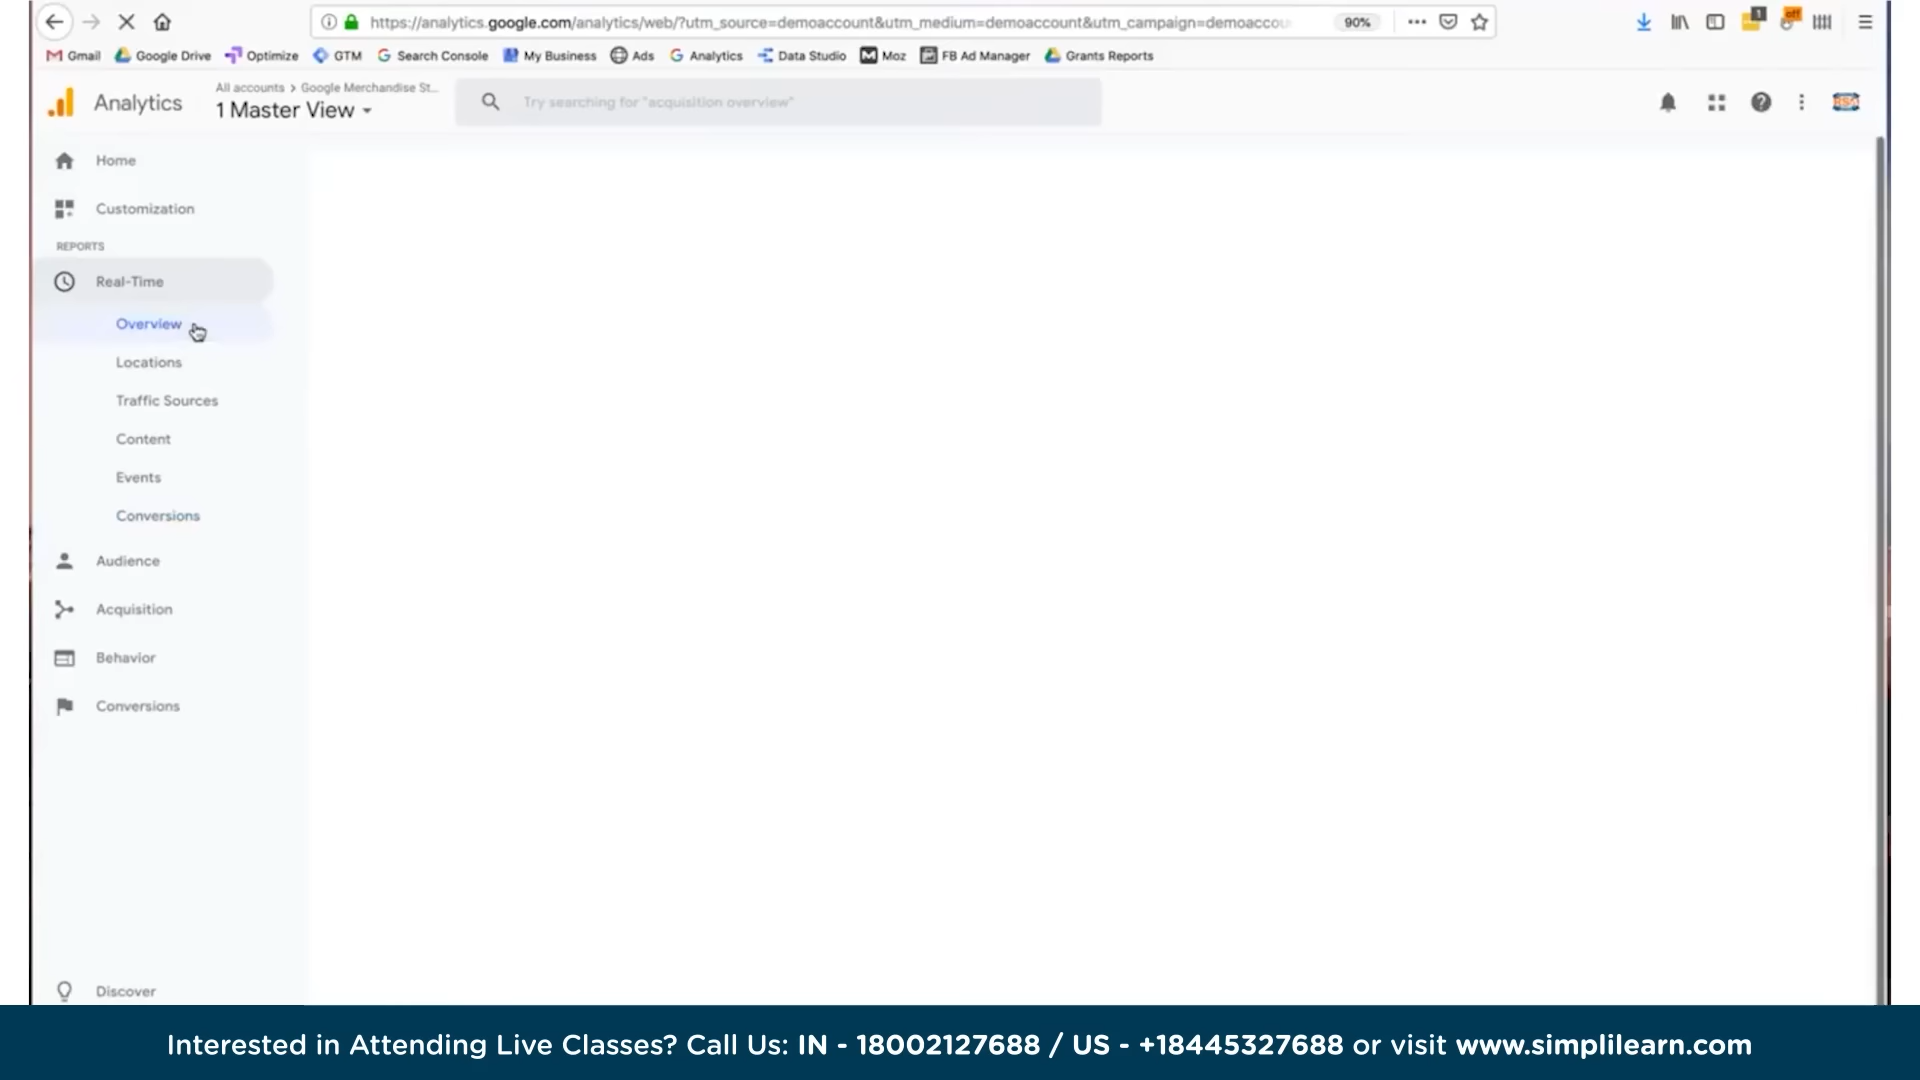 https://analytics.google.com/analytics/web/?utm_source=demoaccount&utm_medium=demoaccount&utm_campaign=demoaccou
90%
1
off
Gmail Google Drive Optimize GTM Search Console My Business Ads Analytics Data Studio Moz FB Ad Manager Grants Reports
Analytics
All accounts > Google Merchandise St...
1 Master View
Try searching for "acquisition overview"
Home
Customization
REPORTS
Real-Time
Overview
Locations
Traffic Sources
Content
Events
Conversions
Audience
Acquisition
Behavior
Conversions
Discover
Interested in Attending Live Classes? Call Us: IN - 18002127688 / US - +18445327688 or visit www.simplilearn.com